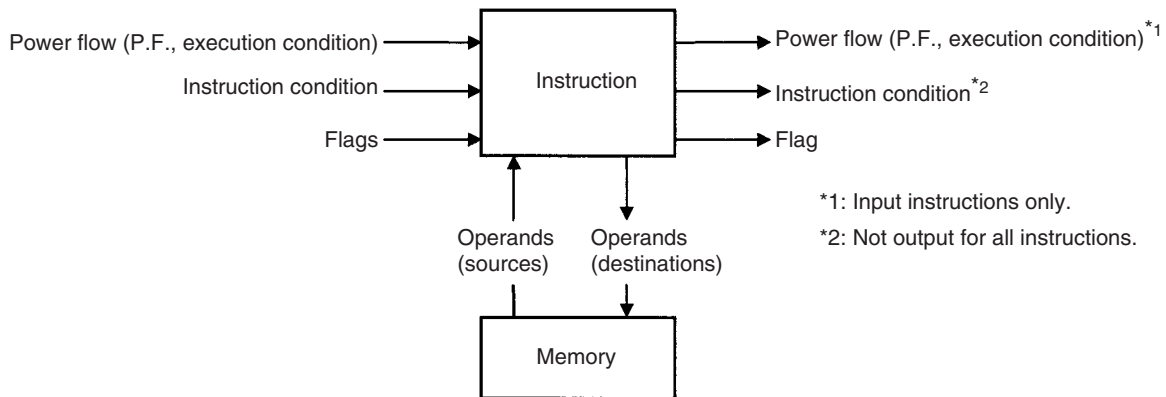 Power flow (P.F., execution condition)
Instruction condition
Flags
Instruction
Power flow (P.F., execution condition)*1
Instruction condition*2
Flag
*1: Input instructions only.
*2: Not output for all instructions.
Operands
(sources)
Operands
(destinations)
Memory